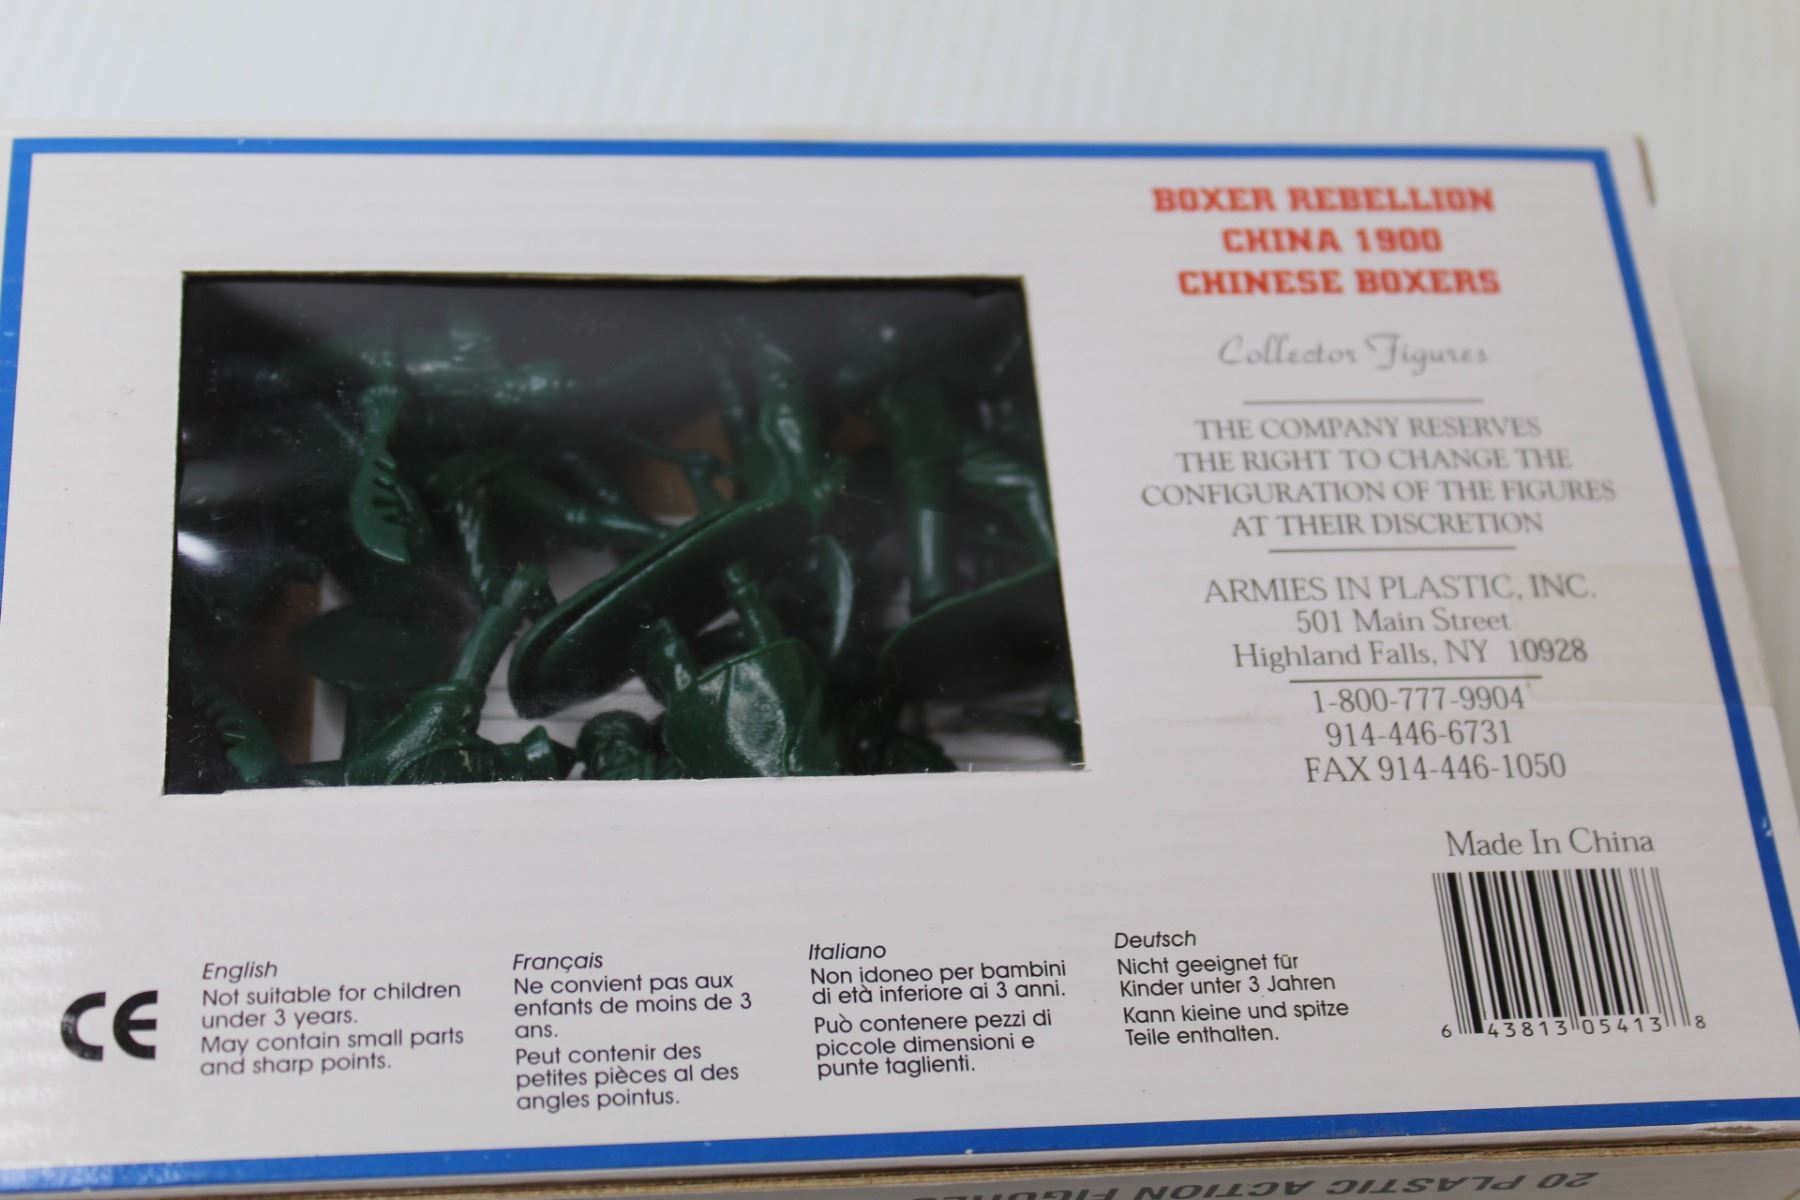 BOXER REBELLION
CHINA 1900
CHINESE BOXERS
Collector Figures
THE COMPANY RESERVES
THE RIGHT TO CHANGE THE
CONFIGURATION OF THE FIGURES
AT THEIR DISCRETION
ARMIES IN PLASTIC, INC.
501 Main Street
Highland Falls, NY 10928
1-800-777-9904
914-446-6731
FAX 914-446-1050
Made In China
6 43813 05413 8
CE
English
Not suitable for children
under 3 years.
May contain small parts
and sharp points.
Français
Ne convient pas aux
enfants de moins de 3
ans.
Peut contenir des
petites pièces al des
angles pointus.
Italiano
Non idoneo per bambini
di età inferiore ai 3 anni.
Può contenere pezzi di
piccole dimensioni e
punte taglienti.
Deutsch
Nicht geeignet für
Kinder unter 3 Jahren
Kann kieine und spitze
Teile enthalten.
20 PLASTIC ACTION FIGURES